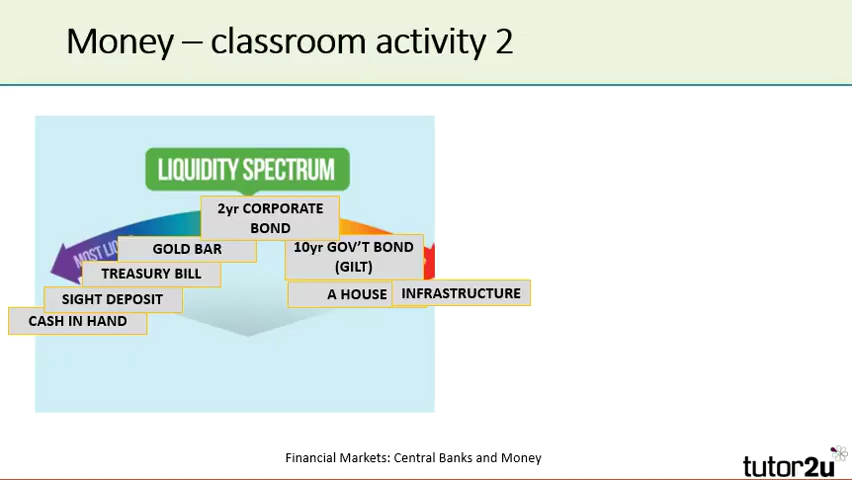 Money – classroom activity 2
LIQUIDITY SPECTRUM
2yr CORPORATE
BOND
MOST
GOLD BAR
10yr GOV'T BOND
(GILT)
TREASURY BILL
SIGHT DEPOSIT
A HOUSE
INFRASTRUCTURE
CASH IN HAND
Financial Markets: Central Banks and Money
tutor2u